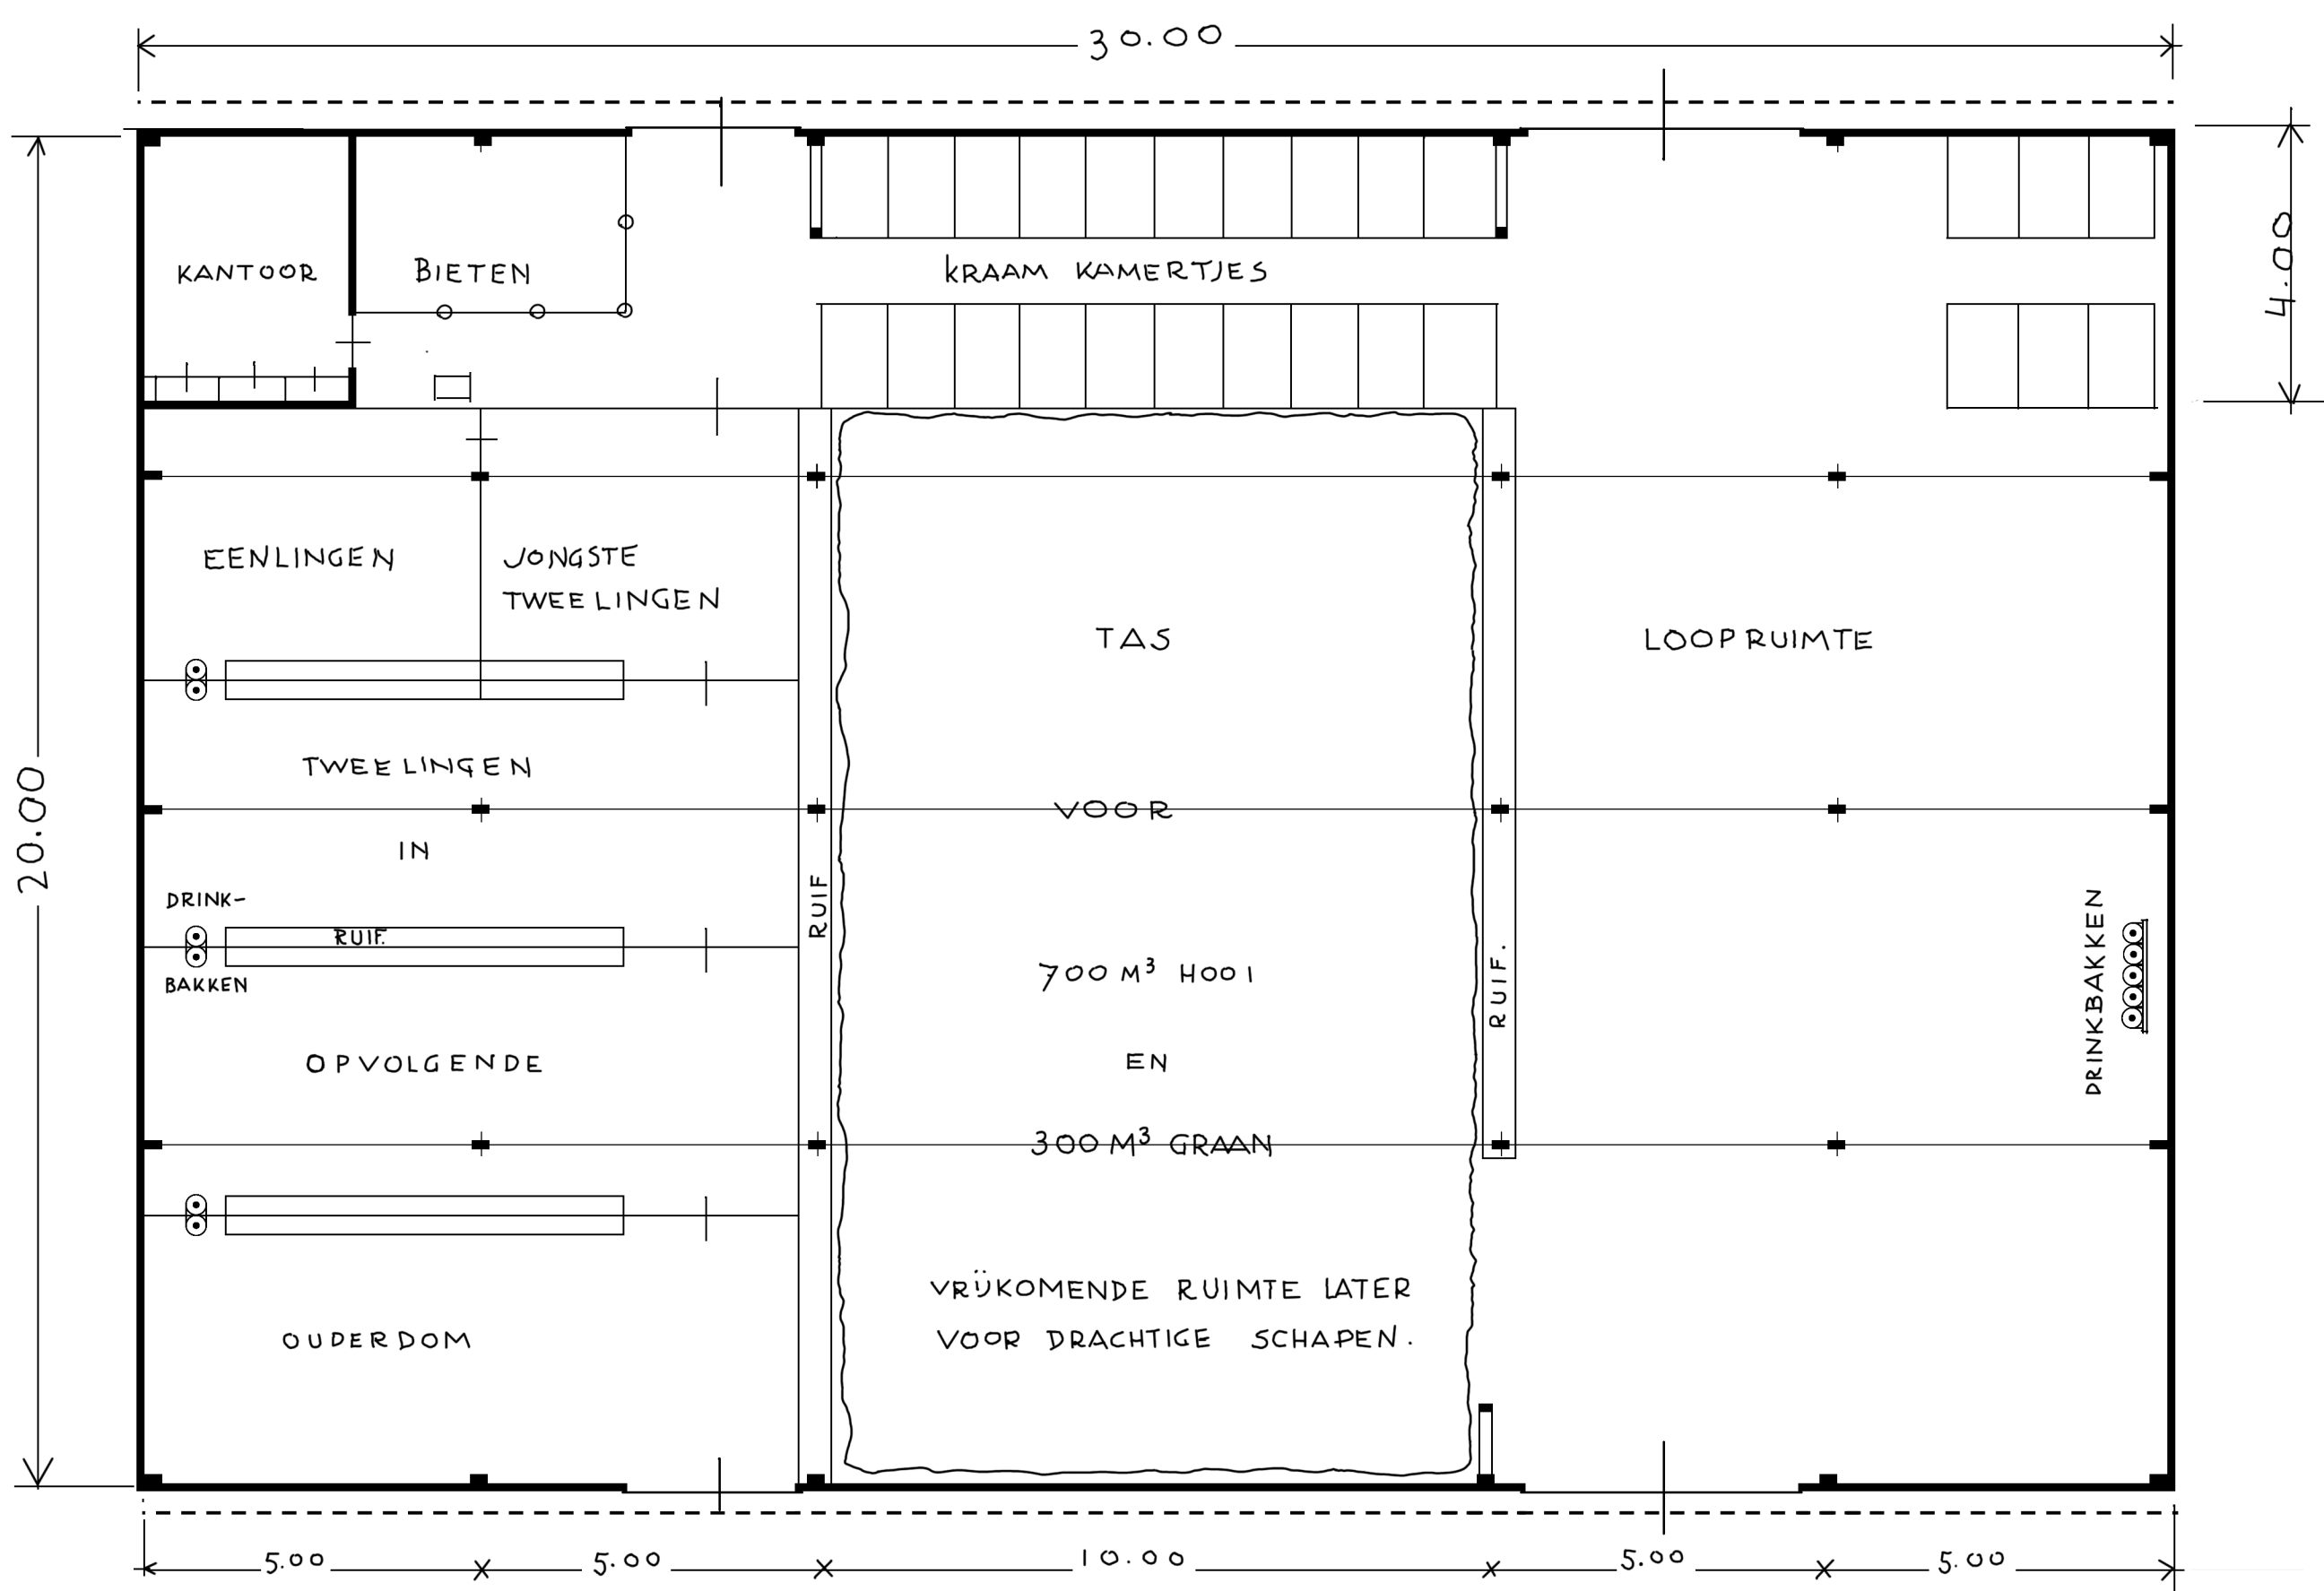 30.00
4.00
KANTOOR
BIETEN
KRAAM KAMERTJES
EENLINGEN
JONGSTE
TWEELINGEN
TAS
LOOPRUIMTE
TWEELINGEN
VOOR
20.00
IN
DRINK-
RUIF.
BAKKEN
RUIF
700 M³ HOOI
RUIF.
DRINKBAKKEN
OPVOLGENDE
EN
300 M³ GRAAN
VRIJKOMENDE RUIMTE LATER
OUDERDOM
VOOR DRACHTIGE SCHAPEN.
5.00
5.00
10.00
5.00
5.00